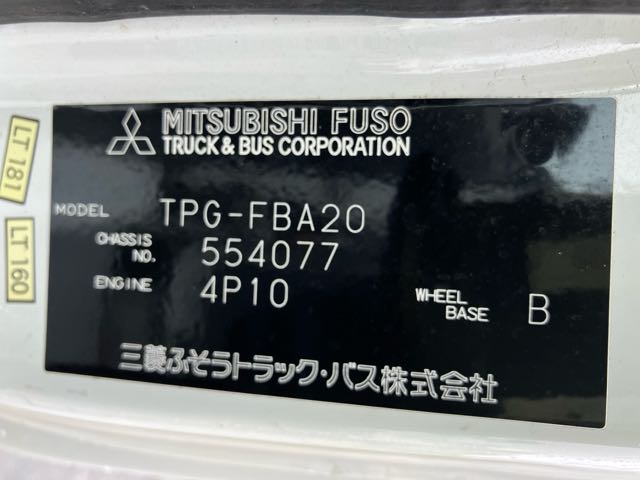 MITSUBISHI FUSO
TRUCK & BUS CORPORATION
MODEL TPG-FBA20
CHASSIS NO. 554077
ENGINE 4P10
WHEEL BASE B
三菱ふそうトラック・バス株式会社
LT 181
LT 160